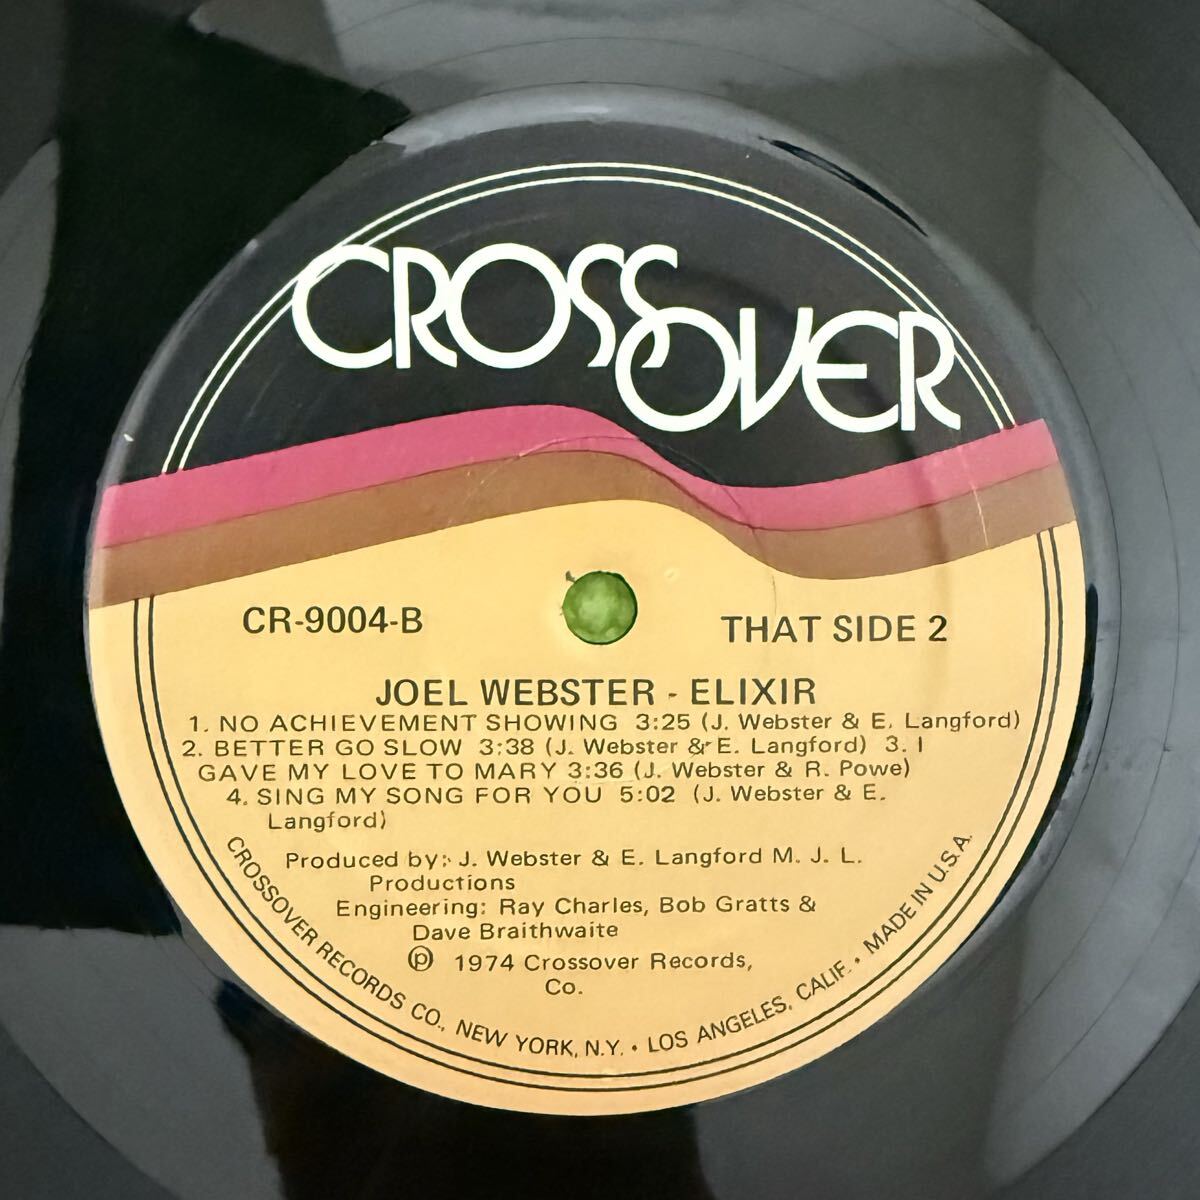 CROSSOVER
CR-9004-B
THAT SIDE 2
JOEL WEBSTER - ELIXIR
1. NO ACHIEVEMENT SHOWING 3:25 (J. Webster & E. Langford)
2. BETTER GO SLOW 3:38 (J. Webster & E. Langford) 3. I
GAVE MY LOVE TO MARY 3:36 (J. Webster & R. Powe)
4. SING MY SONG FOR YOU 5:02 (J. Webster & E.
Langford)
Produced by: J. Webster & E. Langford M. J. L.
Productions
Engineering: Ray Charles, Bob Gratts &
Dave Braithwaite
℗ 1974 Crossover Records,
Co.
CROSSOVER RECORDS CO., NEW YORK, N.Y. • LOS ANGELES, CALIF. • MADE IN U.S.A.